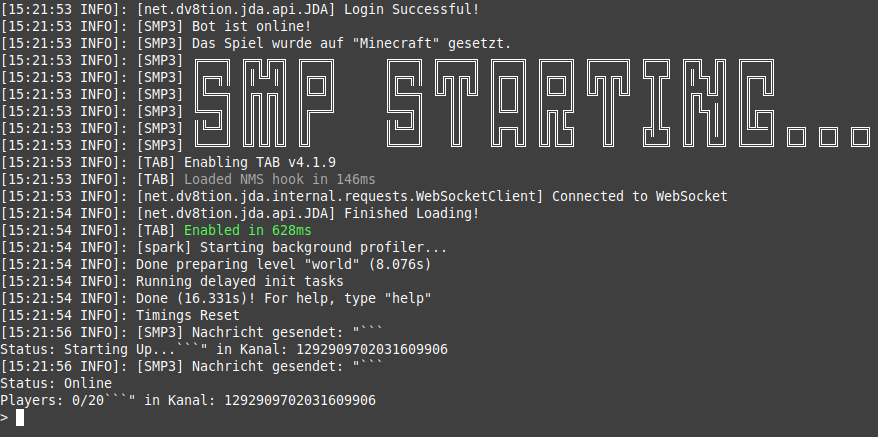 [15:21:53 INFO]: [net.dv8tion.jda.api.JDA] Login Successful!
[15:21:53 INFO]: [SMP3] Bot ist online!
[15:21:53 INFO]: [SMP3] Das Spiel wurde auf "Minecraft" gesetzt.
[15:21:53 INFO]: [SMP3]
[15:21:53 INFO]: [SMP3]
[15:21:53 INFO]: [SMP3]
[15:21:53 INFO]: [SMP3] SMP STARTING...
[15:21:53 INFO]: [SMP3]
[15:21:53 INFO]: [SMP3]
[15:21:53 INFO]: [TAB] Enabling TAB v4.1.9
[15:21:53 INFO]: [TAB] Loaded NMS hook in 146ms
[15:21:53 INFO]: [net.dv8tion.jda.internal.requests.WebSocketClient] Connected to WebSocket
[15:21:54 INFO]: [net.dv8tion.jda.api.JDA] Finished Loading!
[15:21:54 INFO]: [TAB] Enabled in 628ms
[15:21:54 INFO]: [spark] Starting background profiler...
[15:21:54 INFO]: Done preparing level "world" (8.076s)
[15:21:54 INFO]: Running delayed init tasks
[15:21:54 INFO]: Done (16.331s)! For help, type "help"
[15:21:54 INFO]: Timings Reset
[15:21:56 INFO]: [SMP3] Nachricht gesendet: "```
Status: Starting Up...```" in Kanal: 1292909702031609906
[15:21:56 INFO]: [SMP3] Nachricht gesendet: "```
Status: Online
Players: 0/20```" in Kanal: 1292909702031609906
>